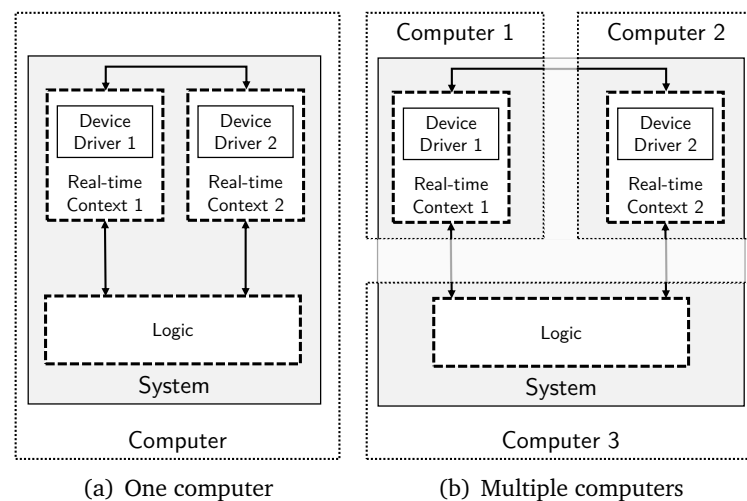 Device
Driver 1
Real-time
Context 1
Device
Driver 2
Real-time
Context 2
Logic
System
Computer
(a) One computer
Computer 1
Computer 2
Device
Driver 1
Real-time
Context 1
Device
Driver 2
Real-time
Context 2
Logic
System
Computer 3
(b) Multiple computers